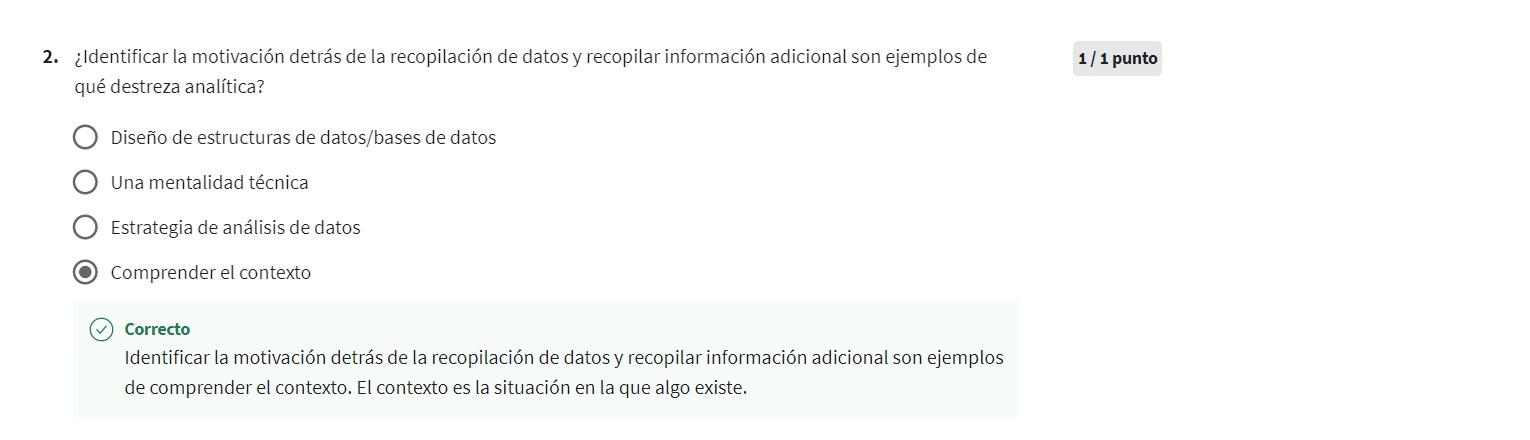 2. ¿Identificar la motivación detrás de la recopilación de datos y recopilar información adicional son ejemplos de
qué destreza analítica?
1 / 1 punto
Diseño de estructuras de datos/bases de datos
Una mentalidad técnica
Estrategia de análisis de datos
Comprender el contexto
Correcto
Identificar la motivación detrás de la recopilación de datos y recopilar información adicional son ejemplos
de comprender el contexto. El contexto es la situación en la que algo existe.